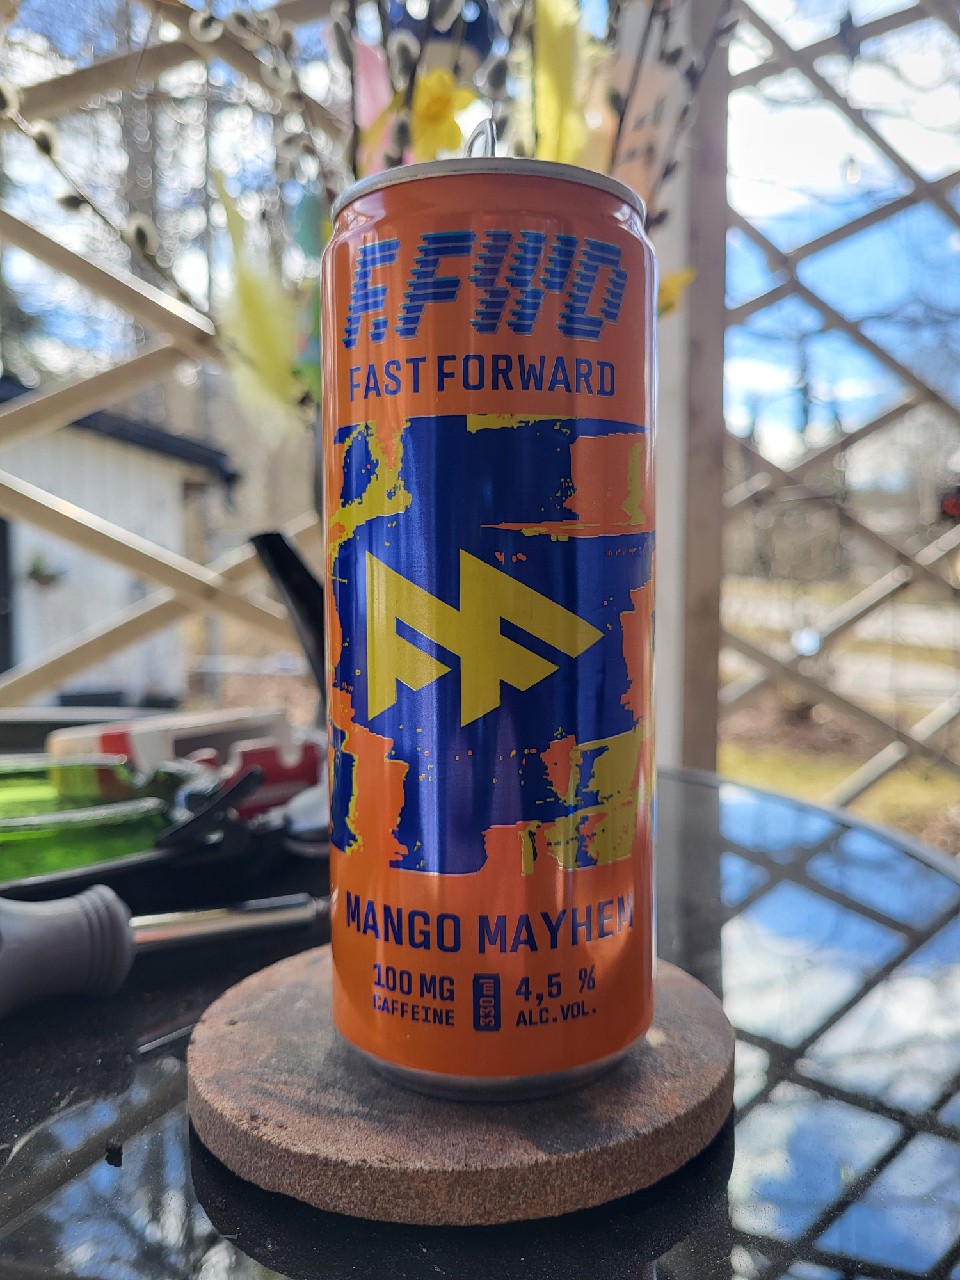 F.FWD
FAST FORWARD
MANGO MAYHEM
100 MG
CAFFEINE
330 ml
4,5 %
ALC.VOL.